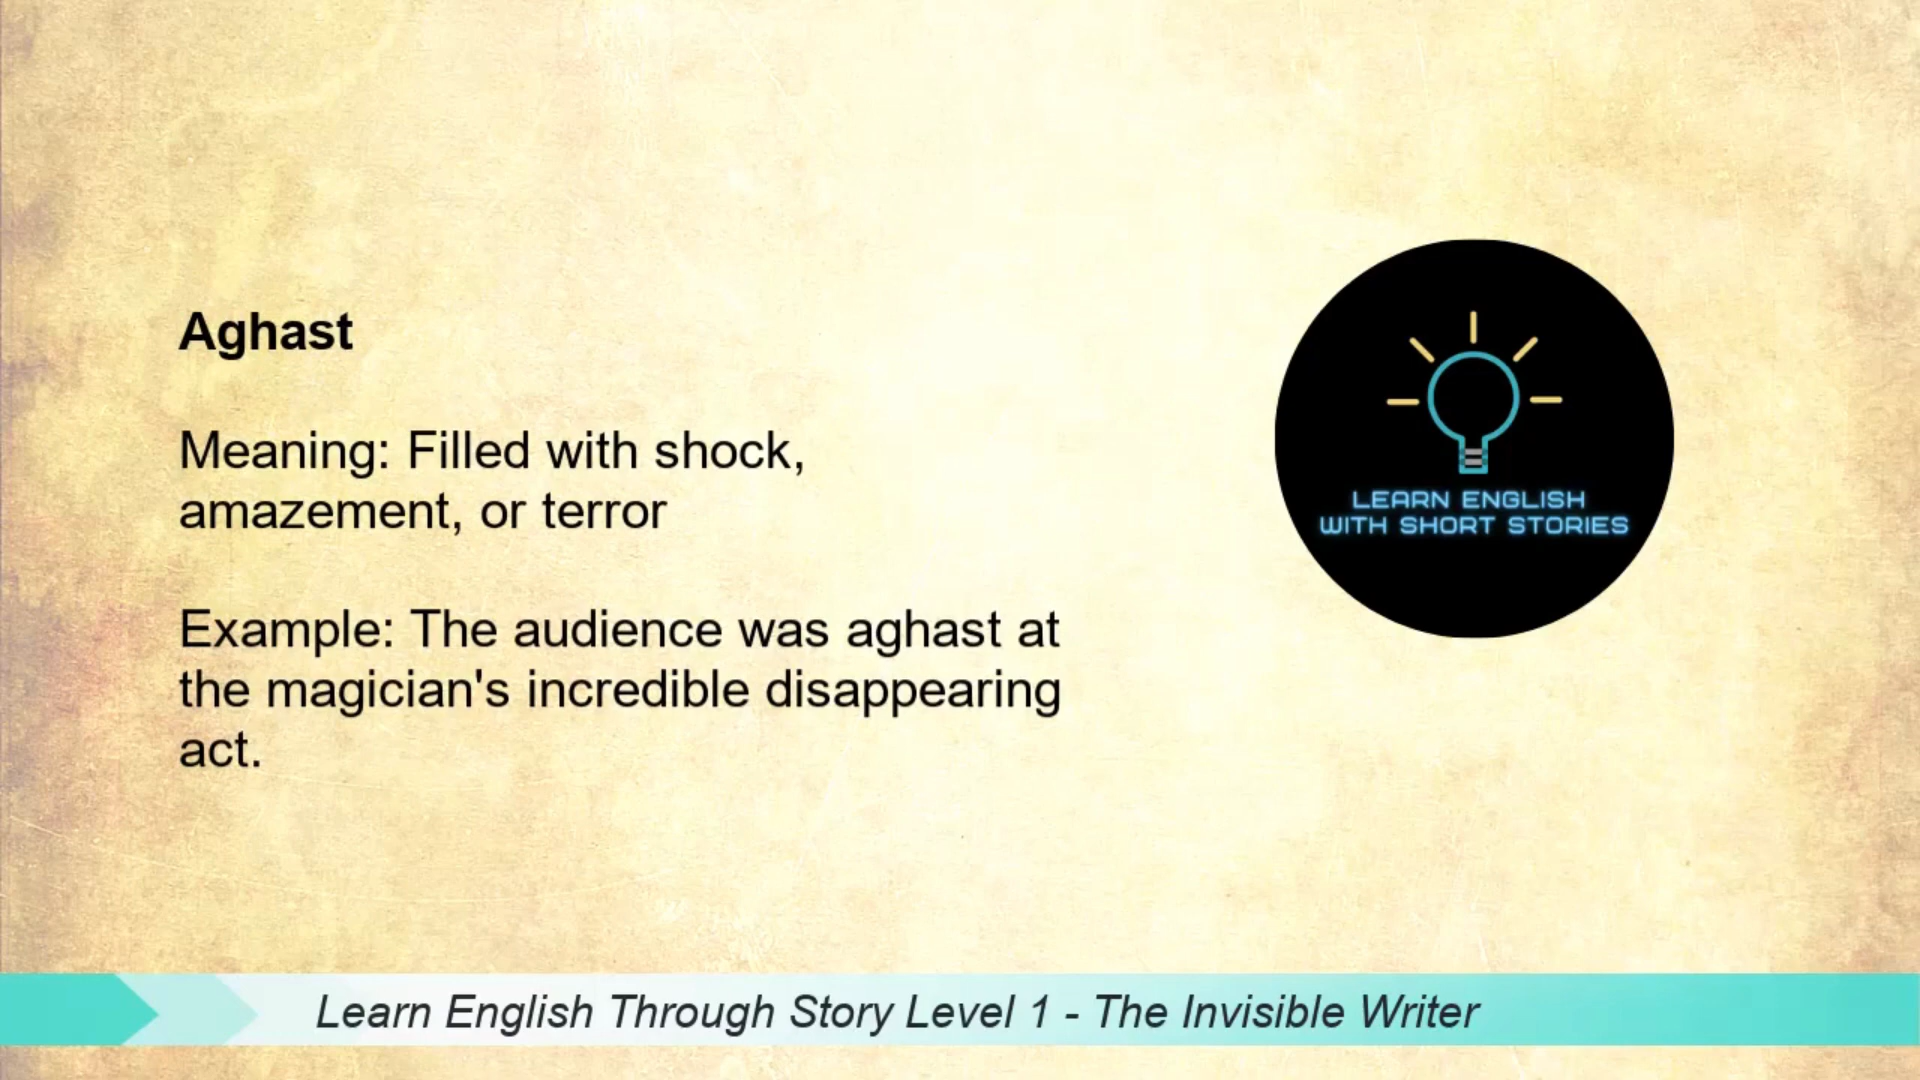 Aghast
Meaning: Filled with shock,
amazement, or terror
Example: The audience was aghast at
the magician's incredible disappearing
act.
LEARN ENGLISH
WITH SHORT STORIES
Learn English Through Story Level 1 - The Invisible Writer